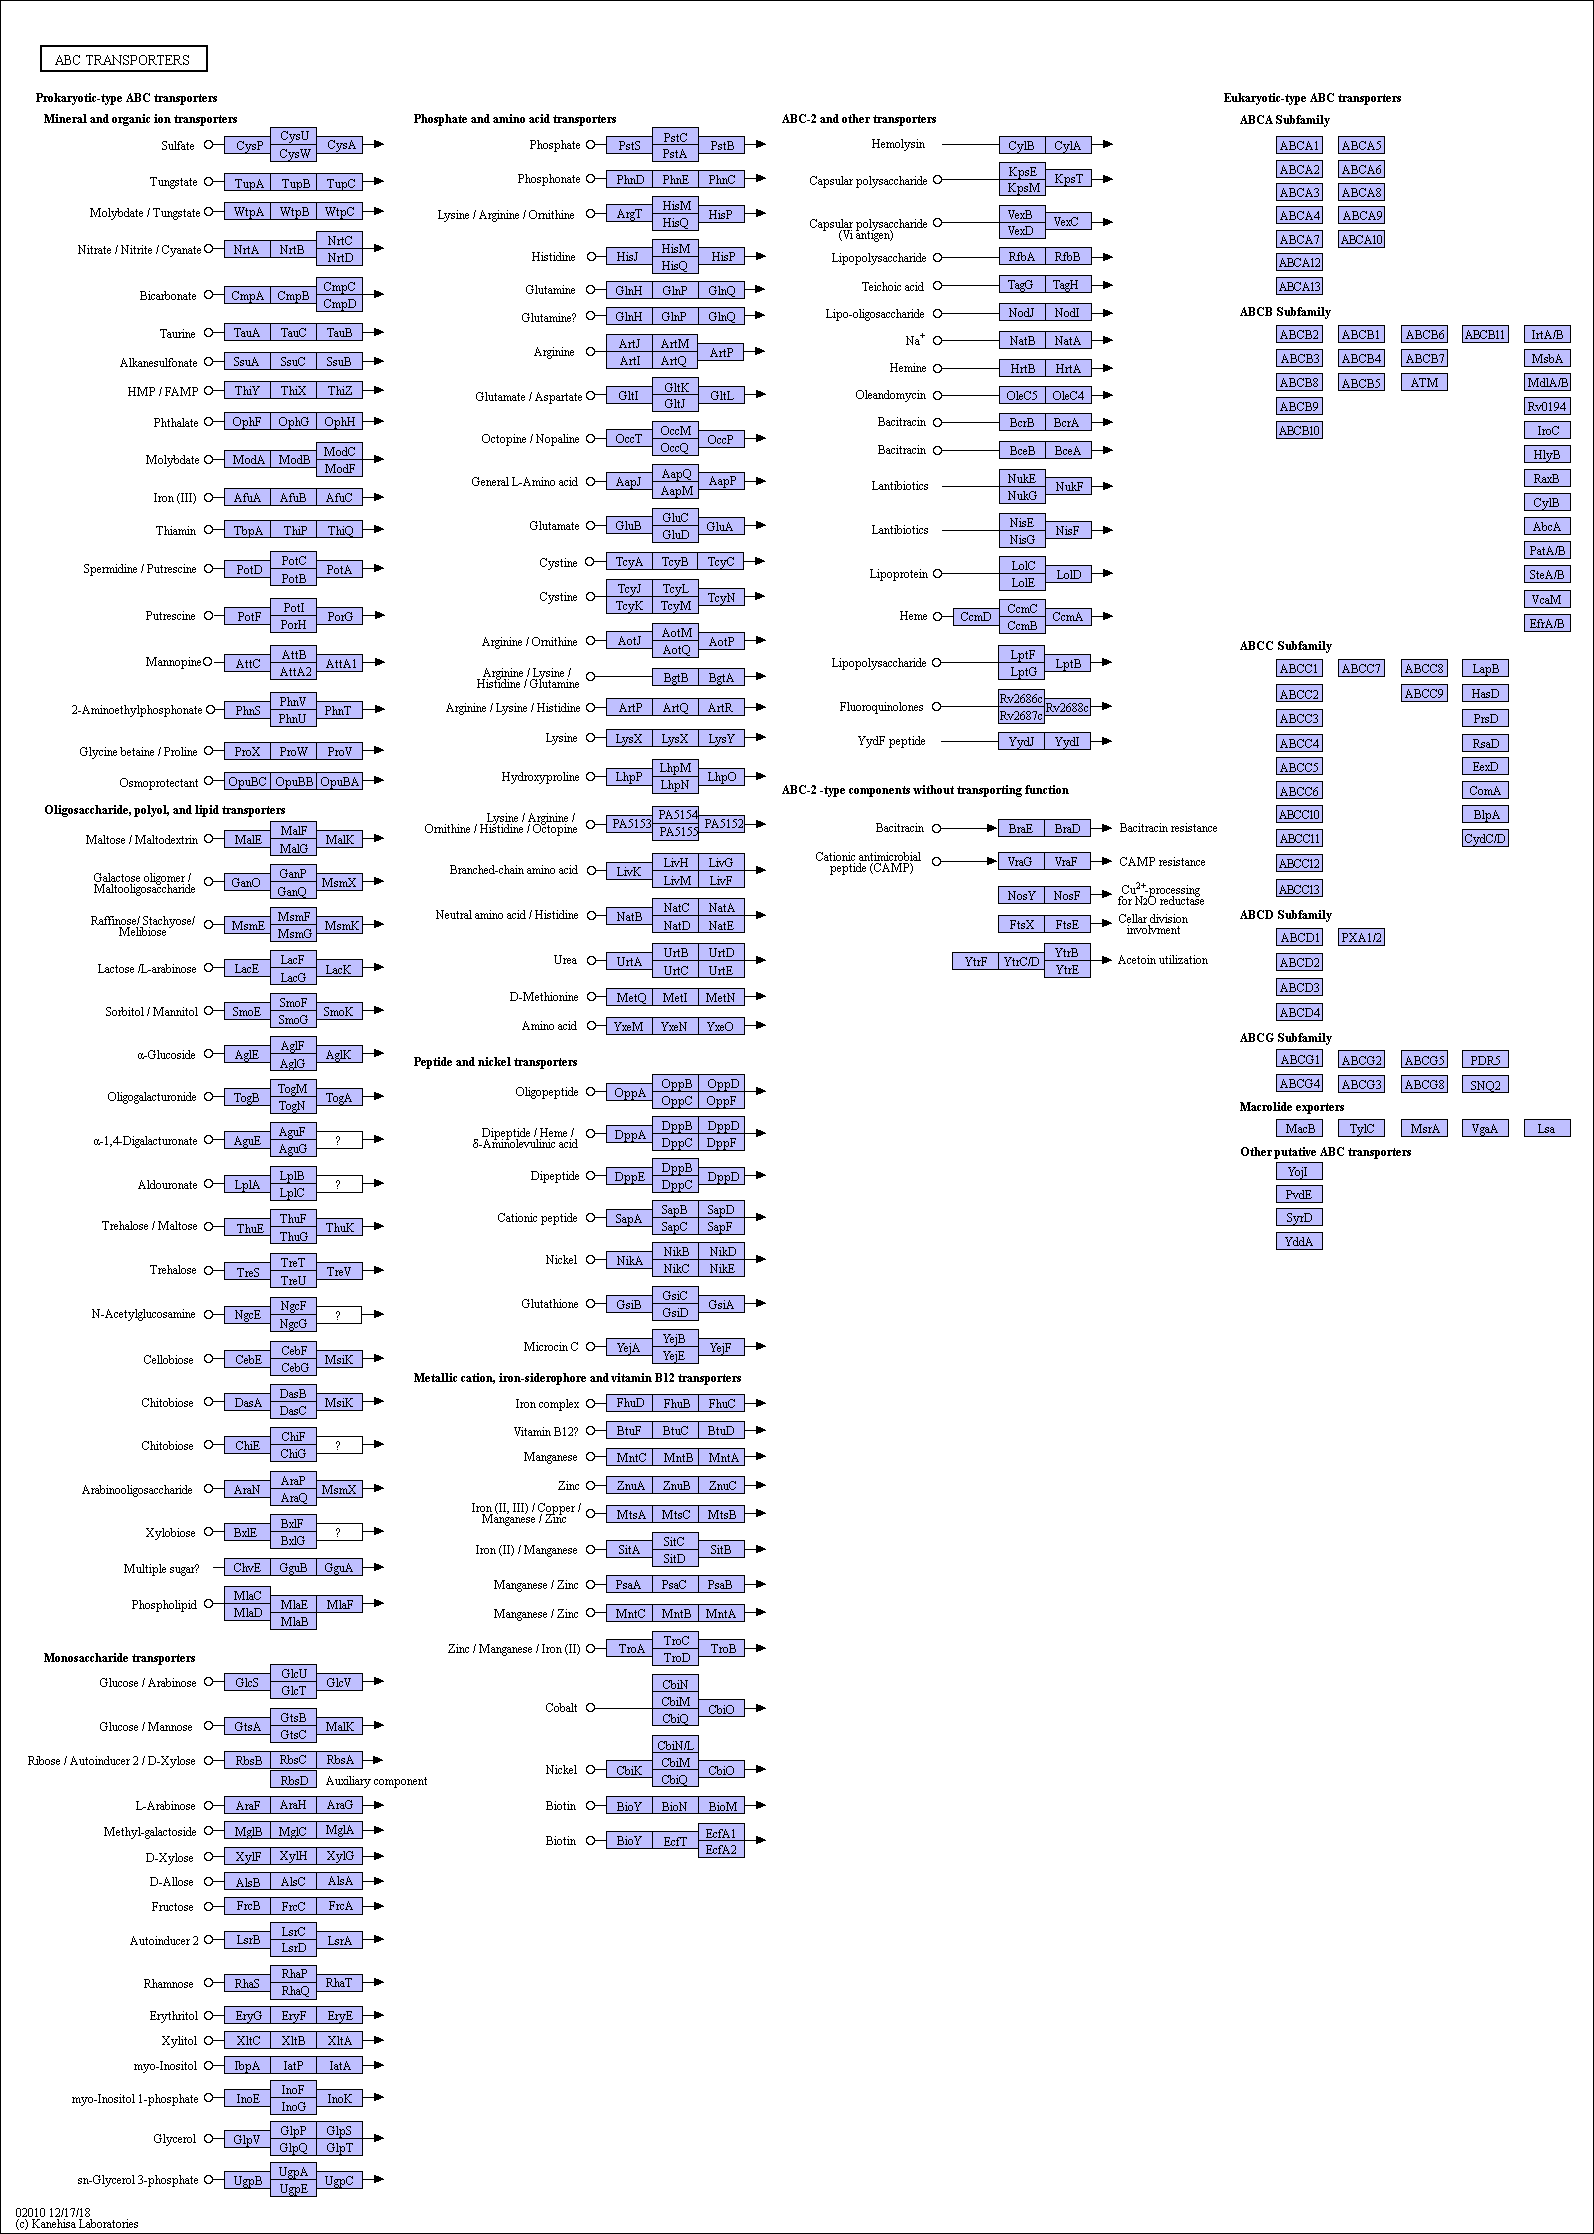 ABC TRANSPORTERS
Prokaryotic-type ABC transporters
Mineral and organic ion transporters
Sulfate CysP CysU CysW CysA
Tungstate TupA TupB TupC
Molybdate / Tungstate WtpA WtpB WtpC
Nitrate / Nitrite / Cyanate NrtA NrtB NrtC NrtD
Bicarbonate CmpA CmpB CmpC CmpD
Taurine TauA TauC TauB
Alkanesulfonate SsuA SsuC SsuB
HMP / FAMP ThiY ThiX ThiZ
Phthalate OphF OphG OphH
Molybdate ModA ModB ModC ModF
Iron (III) AfuA AfuB AfuC
Thiamin TbpA ThiP ThiQ
Spermidine / Putrescine PotD PotC PotB PotA
Putrescine PotF PotI PorH PorG
Mannopine AttC AttB AttA2 AttA1
2-Aminoethylphosphonate PhnS PhnV PhnU PhnT
Glycine betaine / Proline ProX ProW ProV
Osmoprotectant OpuBC OpuBB OpuBA
Oligosaccharide, polyol, and lipid transporters
Maltose / Maltodextrin MalE MalF MalG MalK
Galactose oligomer / Maltooligosaccharide GanO GanP GanQ MsmX
Raffinose/ Stachyose/ Melibiose MsmE MsmF MsmG MsmK
Lactose /L-arabinose LacE LacF LacG LacK
Sorbitol / Mannitol SmoE SmoF SmoG SmoK
α-Glucoside AglE AglF AglG AglK
Oligogalacturonide TogB TogM TogN TogA
α-1,4-Digalacturonate AguE AguF AguG ?
Aldouronate LplA LplB LplC ?
Trehalose / Maltose ThuE ThuF ThuG ThuK
Trehalose TreS TreT TreU TreV
N-Acetylglucosamine NgcE NgcF NgcG ?
Cellobiose CebE CebF CebG MsiK
Chitobiose DasA DasB DasC MsiK
Chitobiose ChiE ChiF ChiG ?
Arabinooligosaccharide AraN AraP AraQ MsmX
Xylobiose BxlE BxlF BxlG ?
Multiple sugar? ChvE GguB GguA
Phospholipid MlaC MlaD MlaE MlaB MlaF
Monosaccharide transporters
Glucose / Arabinose GlcS GlcU GlcT GlcV
Glucose / Mannose GtsA GtsB GtsC MalK
Ribose / Autoinducer 2 / D-Xylose RbsB RbsC RbsA
RbsD Auxiliary component
L-Arabinose AraF AraH AraG
Methyl-galactoside MglB MglC MglA
D-Xylose XylF XylH XylG
D-Allose AlsB AlsC AlsA
Fructose FrcB FrcC FrcA
Autoinducer 2 LsrB LsrC LsrD LsrA
Rhamnose RhaS RhaP RhaQ RhaT
Erythritol EryG EryF EryE
Xylitol XltC XltB XltA
myo-Inositol IbpA IatP IatA
myo-Inositol 1-phosphate InoE InoF InoG InoK
Glycerol GlpV GlpP GlpQ GlpS GlpT
sn-Glycerol 3-phosphate UgpB UgpA UgpE UgpC
02010 12/17/18
(c) Kanehisa Laboratories
Phosphate and amino acid transporters
Phosphate PstS PstC PstA PstB
Phosphonate PhnD PhnE PhnC
Lysine / Arginine / Ornithine ArgT HisM HisQ HisP
Histidine HisJ HisM HisQ HisP
Glutamine GlnH GlnP GlnQ
Glutamine? GlnH GlnP GlnQ
Arginine ArtJ ArtI ArtM ArtQ ArtP
Glutamate / Aspartate GltI GltK GltJ GltL
Octopine / Nopaline OccT OccM OccQ OccP
General L-Amino acid AapJ AapQ AapM AapP
Glutamate GluB GluC GluD GluA
Cystine TcyA TcyB TcyC
Cystine TcyJ TcyK TcyL TcyM TcyN
Arginine / Ornithine AotJ AotM AotQ AotP
Arginine / Lysine / Histidine / Glutamine BgtB BgtA
Arginine / Lysine / Histidine ArtP ArtQ ArtR
Lysine LysX LysX LysY
Hydroxyproline LhpP LhpM LhpN LhpO
Lysine / Arginine / Ornithine / Histidine / Octopine PA5153 PA5154 PA5155 PA5152
Branched-chain amino acid LivK LivH LivM LivG LivF
Neutral amino acid / Histidine NatB NatC NatD NatA NatE
Urea UrtA UrtB UrtC UrtD UrtE
D-Methionine MetQ MetI MetN
Amino acid YxeM YxeN YxeO
Peptide and nickel transporters
Oligopeptide OppA OppB OppC OppD OppF
Dipeptide / Heme / δ-Aminolevulinic acid DppA DppB DppC DppD DppF
Dipeptide DppE DppB DppC DppD
Cationic peptide SapA SapB SapC SapD SapF
Nickel NikA NikB NikC NikD NikE
Glutathione GsiB GsiC GsiD GsiA
Microcin C YejA YejB YejE YejF
Metallic cation, iron-siderophore and vitamin B12 transporters
Iron complex FhuD FhuB FhuC
Vitamin B12? BtuF BtuC BtuD
Manganese MntC MntB MntA
Zinc ZnuA ZnuB ZnuC
Iron (II, III) / Copper / Manganese / Zinc MtsA MtsC MtsB
Iron (II) / Manganese SitA SitC SitD SitB
Manganese / Zinc PsaA PsaC PsaB
Manganese / Zinc MntC MntB MntA
Zinc / Manganese / Iron (II) TroA TroC TroD TroB
Cobalt CbiN CbiM CbiQ CbiO
Nickel CbiK CbiN/L CbiM CbiQ CbiO
Biotin BioY BioN BioM
Biotin BioY EcfT EcfA1 EcfA2
ABC-2 and other transporters
Hemolysin CylB CylA
Capsular polysaccharide KpsE KpsM KpsT
Capsular polysaccharide (Vi antigen) VexB VexD VexC
Lipopolysaccharide RfbA RfbB
Teichoic acid TagG TagH
Lipo-oligosaccharide NodJ NodI
Na+ NatB NatA
Hemine HrtB HrtA
Oleandomycin OleC5 OleC4
Bacitracin BcrB BcrA
Bacitracin BceB BceA
Lantibiotics NukE NukG NukF
Lantibiotics NisE NisG NisF
Lipoprotein LolC LolE LolD
Heme CcmD CcmC CcmB CcmA
Lipopolysaccharide LptF LptG LptB
Fluoroquinolones Rv2686c Rv2687c Rv2688c
YydF peptide YydJ YydI
ABC-2 -type components without transporting function
Bacitracin BraE BraD Bacitracin resistance
Cationic antimicrobial peptide (CAMP) VraG VraF CAMP resistance
NosY NosF Cu2+-processing for N2O reductase
FtsX FtsE Cellar division involvment
YtrF YtrC/D YtrB YtrE Acetoin utilization
Eukaryotic-type ABC transporters
ABCA Subfamily
ABCA1 ABCA5
ABCA2 ABCA6
ABCA3 ABCA8
ABCA4 ABCA9
ABCA7 ABCA10
ABCA12
ABCA13
ABCB Subfamily
ABCB2 ABCB1 ABCB6 ABCB11 IrtA/B
ABCB3 ABCB4 ABCB7 MsbA
ABCB8 ABCB5 ATM MdlA/B
ABCB9 Rv0194
ABCB10 IroC
HlyB
RaxB
CylB
AbcA
PatA/B
SteA/B
VcaM
EfrA/B
ABCC Subfamily
ABCC1 ABCC7 ABCC8 LapB
ABCC2 ABCC9 HasD
ABCC3 PrsD
ABCC4 RsaD
ABCC5 EexD
ABCC6 ComA
ABCC10 BlpA
ABCC11 CydC/D
ABCC12
ABCC13
ABCD Subfamily
ABCD1 PXA1/2
ABCD2
ABCD3
ABCD4
ABCG Subfamily
ABCG1 ABCG2 ABCG5 PDR5
ABCG4 ABCG3 ABCG8 SNQ2
Macrolide exporters
MacB TylC MsrA VgaA Lsa
Other putative ABC transporters
YojI
PvdE
SyrD
YddA